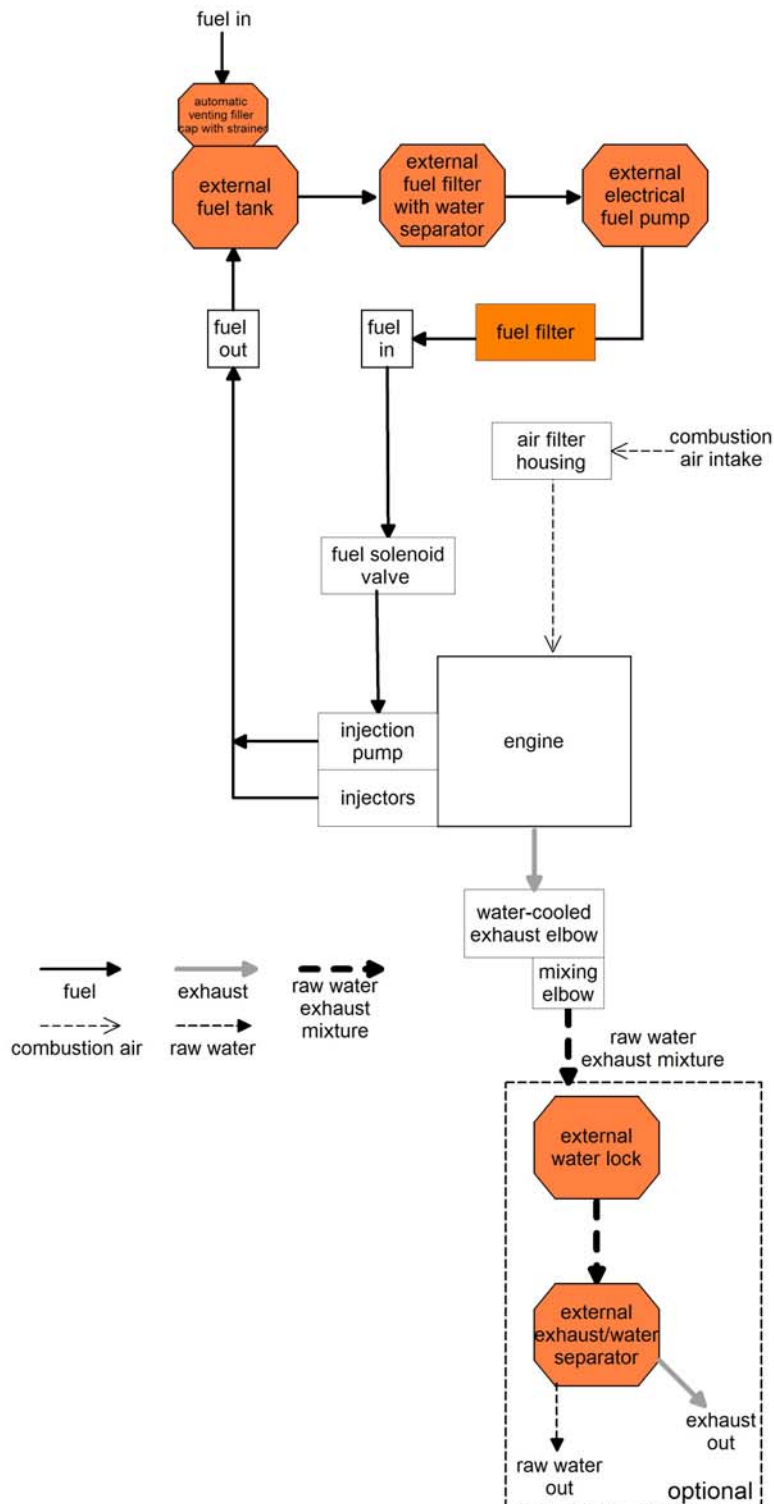 fuel in
automatic
venting filler
cap with strainer
external
fuel tank
external
fuel filter
with water
separator
external
electrical
fuel pump
fuel
out
fuel
in
fuel filter
air filter
housing
combustion
air intake
fuel solenoid
valve
injection
pump
engine
injectors
water-cooled
exhaust elbow
mixing
elbow
fuel
exhaust
raw water
exhaust
mixture
combustion air
raw water
raw water
exhaust mixture
external
water lock
external
exhaust/water
separator
exhaust
out
raw water
out
optional